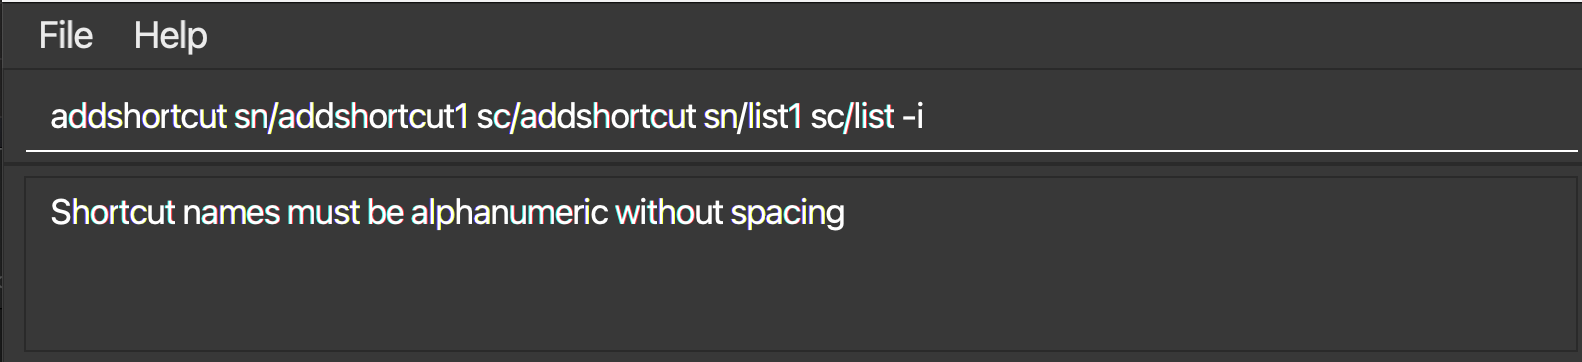 File Help
addshortcut sn/addshortcut1 sc/addshortcut sn/list1 sc/list -i
Shortcut names must be alphanumeric without spacing